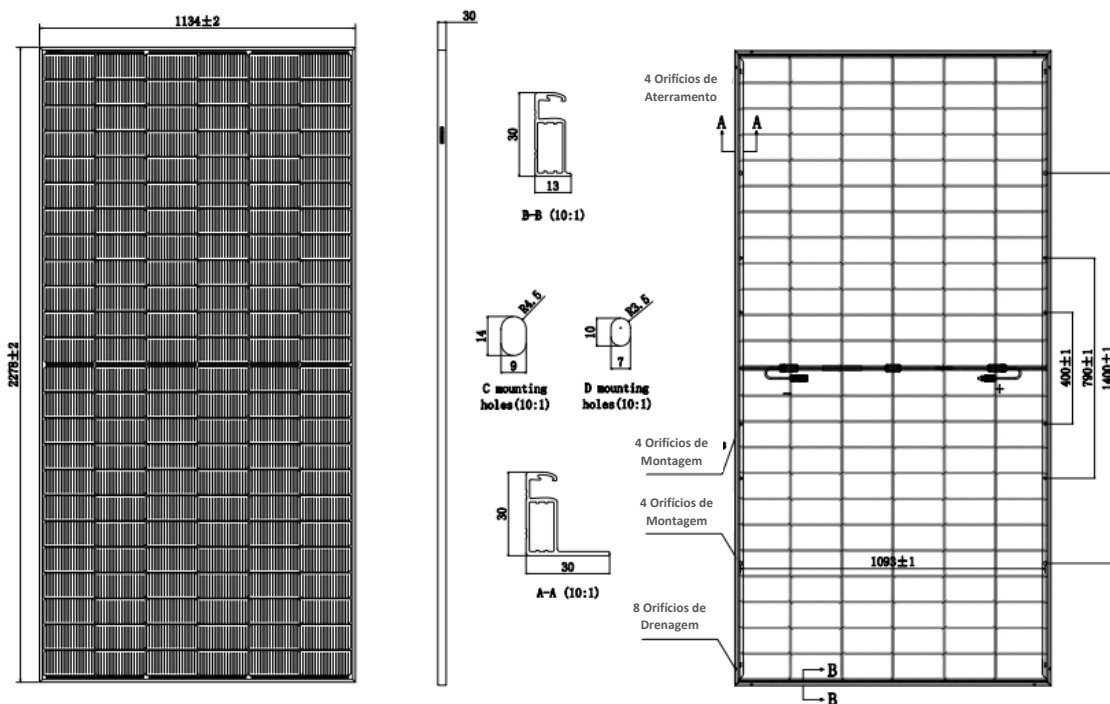 1134±2
30
2278±2
30
13
B-B (10:1)
R4.5
14
9
C mounting
holes(10:1)
R3.5
10
7
D mounting
holes(10:1)
30
30
A-A (10:1)
4 Orifícios de
Aterramento
A A
400±1
790±1
1400±1
-
+
4 Orifícios de
Montagem
4 Orifícios de
Montagem
1093±1
8 Orifícios de
Drenagem
B
B